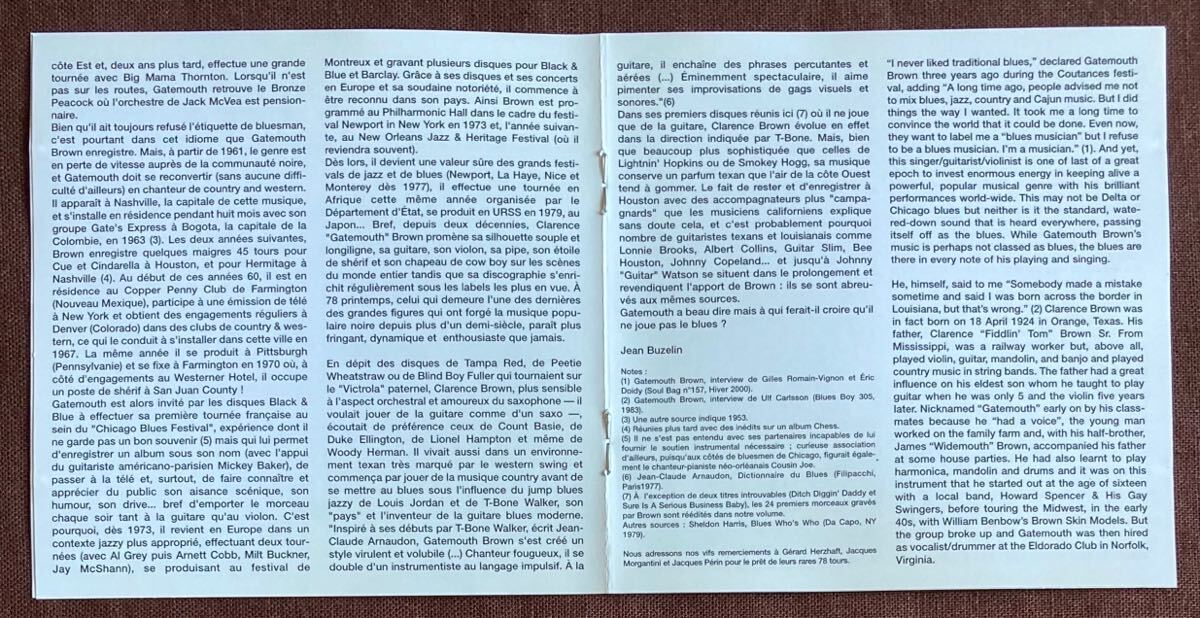 côte Est et, deux ans plus tard, effectue une grande
tournée avec Big Mama Thornton. Lorsqu'il n'est
pas sur les routes, Gatemouth retrouve le Bronze
Peacock où l'orchestre de Jack McVea est pension-
naire.
Bien qu'il ait toujours refusé l'étiquette de bluesman,
c'est pourtant dans cet idiome que Gatemouth
Brown enregistre. Mais, à partir de 1961, le genre est
en perte de vitesse auprès de la communauté noire,
et Gatemouth doit se reconvertir (sans aucune diffi-
culté d'ailleurs) en chanteur de country and western.
Il apparaît à Nashville, la capitale de cette musique,
et s'installe en résidence pendant huit mois avec son
groupe Gate's Express à Bogota, la capitale de la
Colombie, en 1963 (3). Les deux années suivantes,
Brown enregistre quelques maigres 45 tours pour
Cue et Cindarella à Houston, et pour Hermitage à
Nashville (4). Au début de ces années 60, il est en
résidence au Copper Penny Club de Farmington
(Nouveau Mexique), participe à une émission de télé
à New York et obtient des engagements réguliers à
Denver (Colorado) dans des clubs de country & wes-
tern, ce qui le conduit à s'installer dans cette ville en
1967. La même année il se produit à Pittsburgh
(Pennsylvanie) et se fixe à Farmington en 1970 où, à
côté d'engagements au Westerner Hotel, il occupe
un poste de shérif à San Juan County !
Gatemouth est alors invité par les disques Black &
Blue à effectuer sa première tournée française au
sein du "Chicago Blues Festival", expérience dont il
ne garde pas un bon souvenir (5) mais qui lui permet
d'enregistrer un album sous son nom (avec l'appui
du guitariste américano-parisien Mickey Baker), de
passer à la télé et, surtout, de faire connaître et
apprécier du public son aisance scénique, son
humour, son drive... bref d'emporter le morceau
chaque soir tant à la guitare qu'au violon. C'est
pourquoi, dès 1973, il revient en Europe dans un
contexte jazzy plus approprié, effectuant deux tour-
nées (avec Al Grey puis Arnett Cobb, Milt Buckner,
Jay McShann), se produisant au festival de
Montreux et gravant plusieurs disques pour Black &
Blue et Barclay. Grâce à ses disques et ses concerts
en Europe et sa soudaine notoriété, il commence à
être reconnu dans son pays. Ainsi Brown est pro-
grammé au Philharmonic Hall dans le cadre du festi-
val Newport in New York en 1973 et, l'année suivan-
te, au New Orleans Jazz & Heritage Festival (où il
reviendra souvent).
Dès lors, il devient une valeur sûre des grands festi-
vals de jazz et de blues (Newport, La Haye, Nice et
Monterey dès 1977), il effectue une tournée en
Afrique cette même année organisée par le
Département d'État, se produit en URSS en 1979, au
Japon... Bref, depuis deux décennies, Clarence
"Gatemouth" Brown promène sa silhouette souple et
longiligne, sa guitare, son violon, sa pipe, son étoile
de shérif et son chapeau de cow boy sur les scènes
du monde entier tandis que sa discographie s'enri-
chit régulièrement sous les labels les plus en vue. À
78 printemps, celui qui demeure l'une des dernières
des grandes figures qui ont forgé la musique popu-
laire noire depuis plus d'un demi-siècle, paraît plus
fringant, dynamique et enthousiaste que jamais.
En dépit des disques de Tampa Red, de Peetie
Wheatstraw ou de Blind Boy Fuller qui tournaient sur
le "Victrola" paternel, Clarence Brown, plus sensible
à l'aspect orchestral et amoureux du saxophone — il
voulait jouer de la guitare comme d'un saxo —,
écoutait de préférence ceux de Count Basie, de
Duke Ellington, de Lionel Hampton et même de
Woody Herman. Il vivait aussi dans un environne-
ment texan très marqué par le western swing et
commença par jouer de la musique country avant de
se mettre au blues sous l'influence du jump blues
jazzy de Louis Jordan et de T-Bone Walker, son
"pays" et l'inventeur de la guitare blues moderne.
"Inspiré à ses débuts par T-Bone Walker, écrit Jean-
Claude Arnaudon, Gatemouth Brown s'est créé un
style virulent et volubile (...) Chanteur fougueux, il se
double d'un instrumentiste au langage impulsif. À la
guitare, il enchaîne des phrases percutantes et
aérées (...) Éminemment spectaculaire, il aime
pimenter ses improvisations de gags visuels et
sonores."(6)
Dans ses premiers disques réunis ici (7) où il ne joue
que de la guitare, Clarence Brown évolue en effet
dans la direction indiquée par T-Bone. Mais, bien
que beaucoup plus sophistiquée que celles de
Lightnin' Hopkins ou de Smokey Hogg, sa musique
conserve un parfum texan que l'air de la côte Ouest
tend à gommer. Le fait de rester et d'enregistrer à
Houston avec des accompagnateurs plus "campa-
gnards" que les musiciens californiens explique
sans doute cela, et c'est probablement pourquoi
nombre de guitaristes texans et louisianais comme
Lonnie Brooks, Albert Collins, Guitar Slim, Bee
Houston, Johnny Copeland... et jusqu'à Johnny
"Guitar" Watson se situent dans le prolongement et
revendiquent l'apport de Brown : ils se sont abreu-
vés aux mêmes sources.
Gatemouth a beau dire mais à qui ferait-il croire qu'il
ne joue pas le blues ?
Jean Buzelin
Notes :
(1) Gatemouth Brown, interview de Gilles Romain-Vignon et Éric
Doidy (Soul Bag n°157, Hiver 2000).
(2) Gatemouth Brown, interview de Ulf Carlsson (Blues Boy 305,
1983).
(3) Une autre source indique 1953.
(4) Réunies plus tard avec des inédits sur un album Chess.
(5) Il ne s'est pas entendu avec ses partenaires incapables de lui
fournir le soutien instrumental nécessaire ; curieuse association
d'ailleurs, puisqu'aux côtés de bluesmen de Chicago, figurait égale-
ment le chanteur-pianiste néo-orléanais Cousin Joe.
(6) Jean-Claude Arnaudon, Dictionnaire du Blues (Filipacchi,
Paris1977).
(7) À l'exception de deux titres introuvables (Ditch Diggin' Daddy et
Sure Is A Serious Business Baby), les 24 premiers morceaux gravés
par Brown sont réédités dans notre volume.
Autres sources : Sheldon Harris, Blues Who's Who (Da Capo, NY
1979).
Nous adressons nos vifs remerciements à Gérard Herzhaft, Jacques
Morgantini et Jacques Périn pour le prêt de leurs rares 78 tours.
“I never liked traditional blues,” declared Gatemouth
Brown three years ago during the Coutances festi-
val, adding “A long time ago, people advised me not
to mix blues, jazz, country and Cajun music. But I did
things the way I wanted. It took me a long time to
convince the world that it could be done. Even now,
they want to label me a “blues musician” but I refuse
to be a blues musician. I'm a musician.” (1). And yet,
this singer/guitarist/violinist is one of last of a great
epoch to invest enormous energy in keeping alive a
powerful, popular musical genre with his brilliant
performances world-wide. This may not be Delta or
Chicago blues but neither is it the standard, wate-
red-down sound that is heard everywhere, passing
itself off as the blues. While Gatemouth Brown's
music is perhaps not classed as blues, the blues are
there in every note of his playing and singing.
He, himself, said to me “Somebody made a mistake
sometime and said I was born across the border in
Louisiana, but that's wrong.” (2) Clarence Brown was
in fact born on 18 April 1924 in Orange, Texas. His
father, Clarence “Fiddlin' Tom” Brown Sr. From
Mississippi, was a railway worker but, above all,
played violin, guitar, mandolin, and banjo and played
country music in string bands. The father had a great
influence on his eldest son whom he taught to play
guitar when he was only 5 and the violin five years
later. Nicknamed “Gatemouth” early on by his class-
mates because he “had a voice”, the young man
worked on the family farm and, with his half-brother,
James “Widemouth” Brown, accompanied his father
at some house parties. He had also learnt to play
harmonica, mandolin and drums and it was on this
instrument that he started out at the age of sixteen
with a local band, Howard Spencer & His Gay
Swingers, before touring the Midwest, in the early
40s, with William Benbow's Brown Skin Models. But
the group broke up and Gatemouth was then hired
as vocalist/drummer at the Eldorado Club in Norfolk,
Virginia.